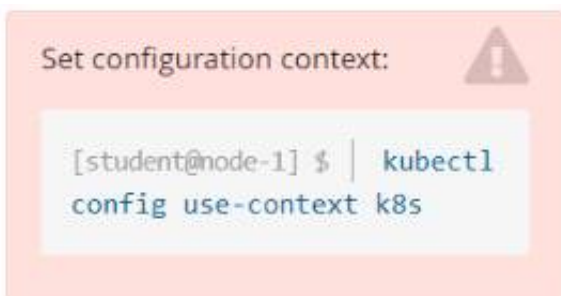 Set configuration context:
[student@node-1] $ | kubectl
config use-context k8s